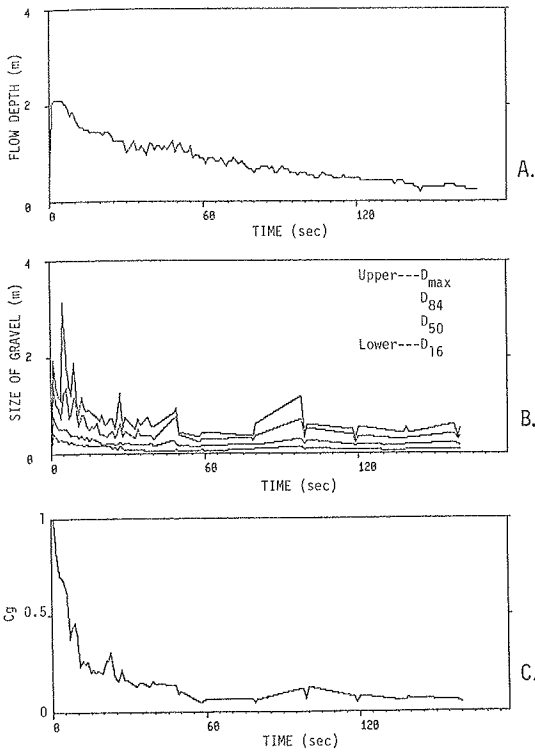 4
2
0
FLOW DEPTH (m)
0
60
120
TIME (sec)
A.
4
2
0
SIZE OF GRAVEL (m)
Upper---Dmax
D84
D50
Lower---D16
0
60
120
TIME (sec)
B.
1
0.5
0
Cg
0
60
120
TIME (sec)
C.